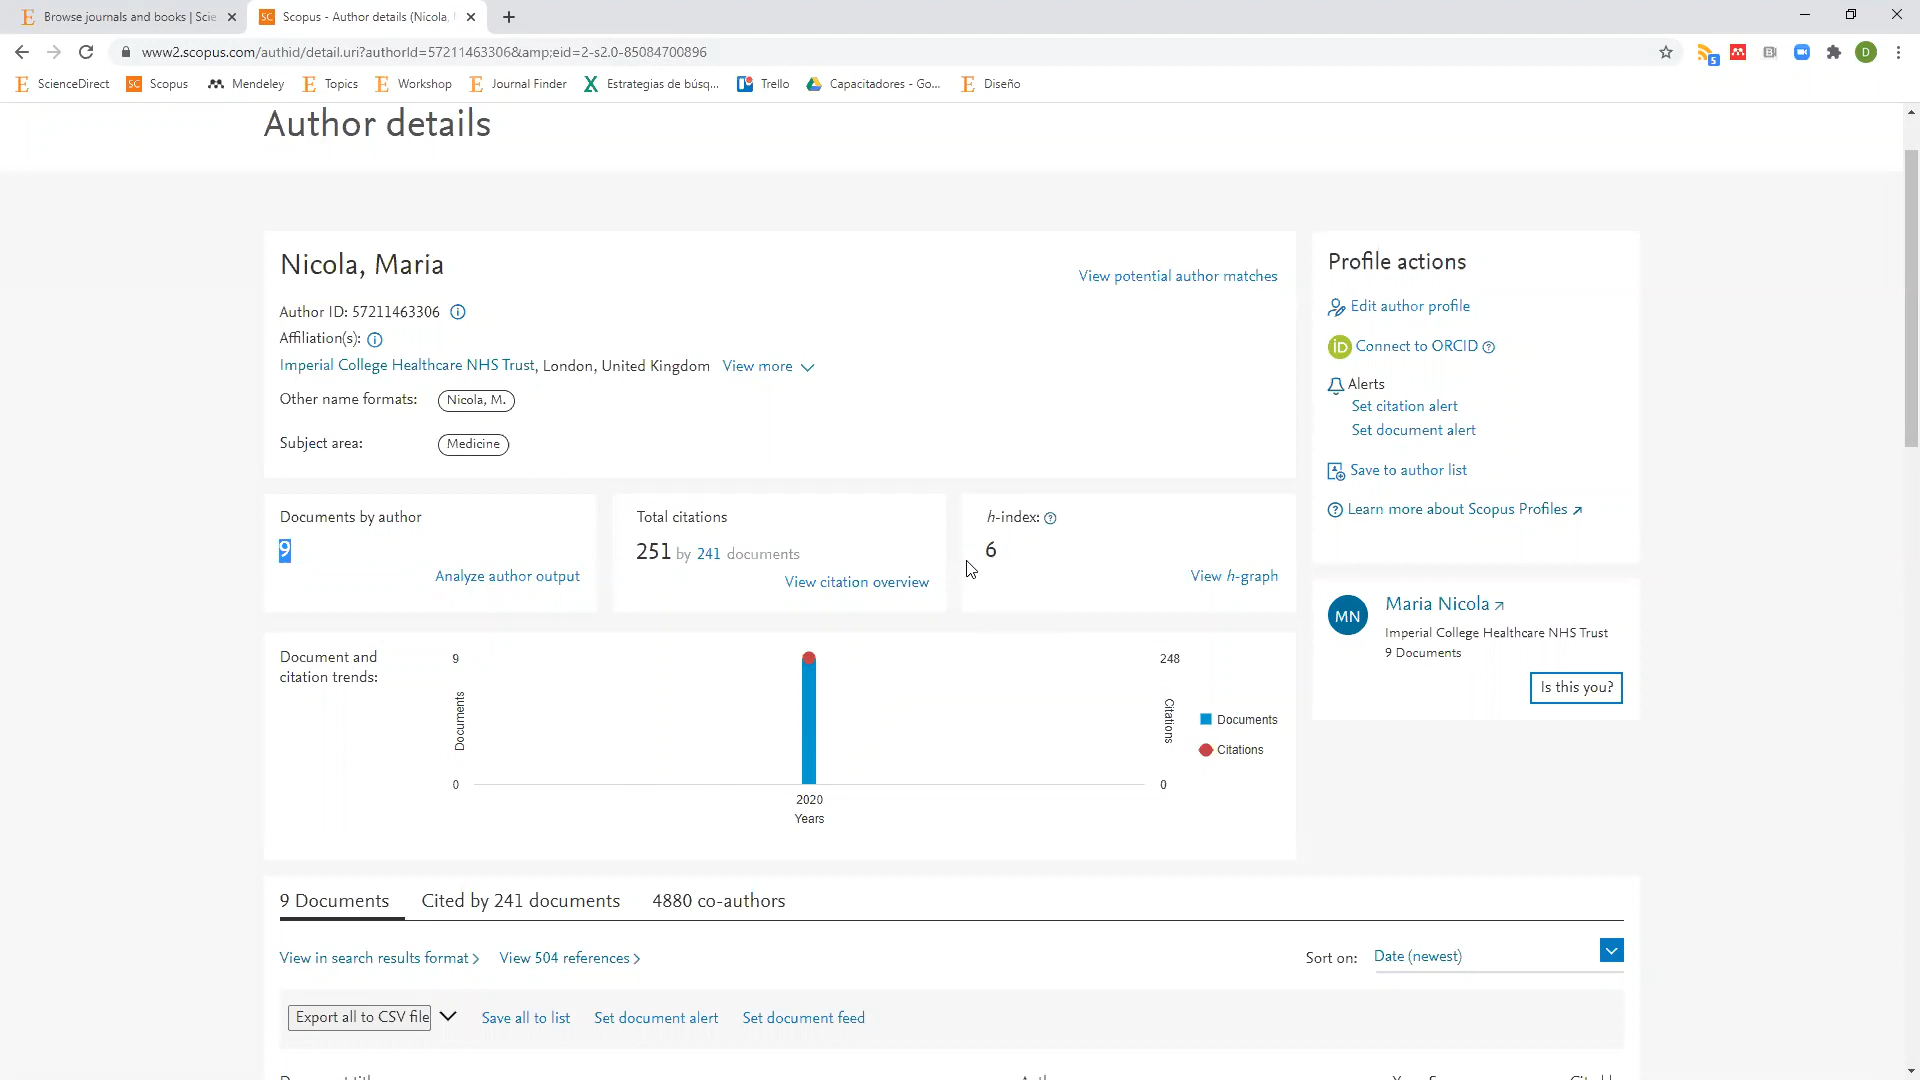 Browse journals and books | Scie
Scopus - Author details (Nicola,
www2.scopus.com/authid/detail.uri?authorId=57211463306&amp;eid=2-s2.0-85084700896
5
D
ScienceDirect
Scopus
Mendeley
Topics
Workshop
Journal Finder
Estrategias de búsq...
Trello
Capacitadores - Go...
Diseño
Author details
Nicola, Maria
View potential author matches
Author ID: 57211463306
Affiliation(s):
Imperial College Healthcare NHS Trust, London, United Kingdom View more
Other name formats: Nicola, M.
Subject area: Medicine
Profile actions
Edit author profile
iD Connect to ORCID
Alerts
Set citation alert
Set document alert
Save to author list
Learn more about Scopus Profiles
Documents by author
9
Analyze author output
Total citations
251 by 241 documents
View citation overview
h-index:
6
View h-graph
MN
Maria Nicola
Imperial College Healthcare NHS Trust
9 Documents
Is this you?
Document and
citation trends:
9
Documents
0
2020
Years
248
Citations
0
Documents
Citations
9 Documents Cited by 241 documents 4880 co-authors
View in search results format View 504 references
Sort on: Date (newest)
Export all to CSV file Save all to list Set document alert Set document feed